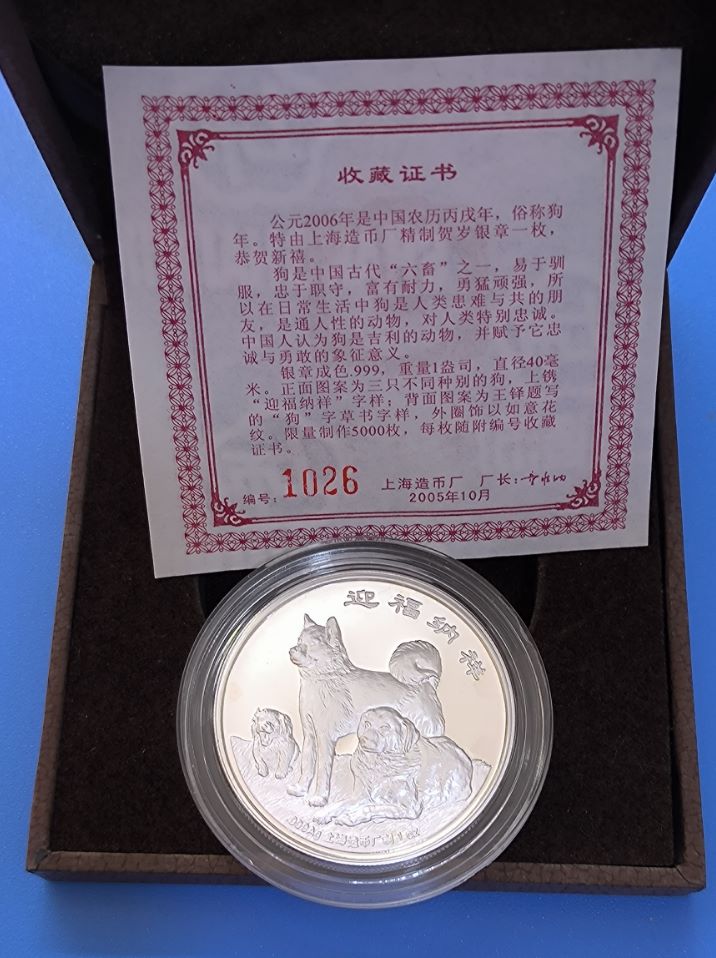 收藏证书
公元2006年是中国农历丙戌年，俗称狗
年。特由上海造币厂精制贺岁银章一枚，
恭贺新禧。
狗是中国古代“六畜”之一，易于驯
服，忠于职守，富有耐力，勇猛顽强，所
以在日常生活中狗是人类患难与共的朋
友，是通人性的动物，对人类特别忠诚。
中国人认为狗是吉利的动物，并赋予它忠
诚与勇敢的象征意义。
银章成色.999，重量1盎司，直径40毫
米。正面图案为三只不同种别的狗，上镌
“迎福纳祥”字样；背面图案为王铎题写
的“狗”字草书字样，外圈饰以如意花
纹。限量制作5000枚，每枚随附编号收藏
证书。
编号：1026 上海造币厂 厂长：
2005年10月
迎福纳祥
上海造币厂制 1 oz